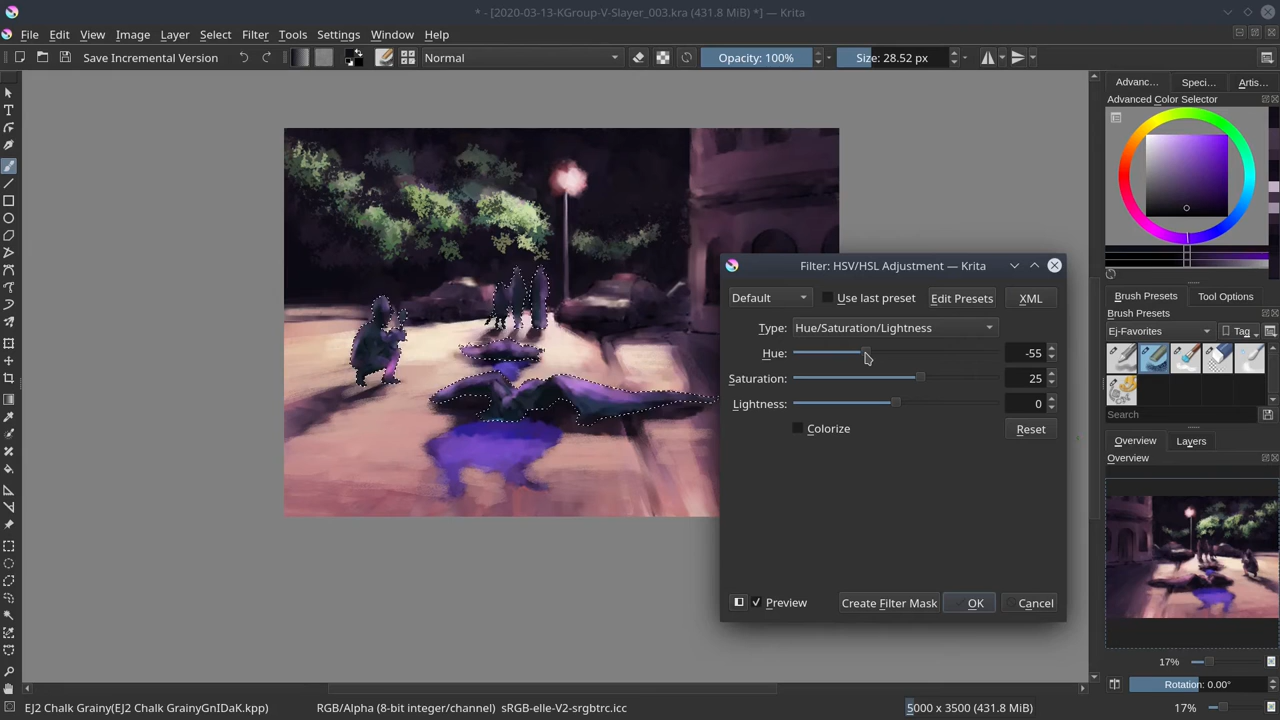 * - [2020-03-13-KGroup-V-Slayer_003.kra (431.8 MiB) *] — Krita
File Edit View Image Layer Select Filter Tools Settings Window Help
Save Incremental Version Normal Opacity: 100% Size: 28.52 px
Advanc... Speci... Artis...
Advanced Color Selector
Filter: HSV/HSL Adjustment — Krita
Default Use last preset Edit Presets XML
Type: Hue/Saturation/Lightness
Hue: -55
Saturation: 25
Lightness: 0
Colorize Reset
Preview Create Filter Mask OK Cancel
Brush Presets Tool Options
Brush Presets
Ej-Favorites Tag
Search
Overview Layers
Overview
17%
Rotation: 0.00°
EJ2 Chalk Grainy(EJ2 Chalk GrainyGnIDaK.kpp) RGB/Alpha (8-bit integer/channel) sRGB-elle-V2-srgbtrc.icc 5000 x 3500 (431.8 MiB) 17%